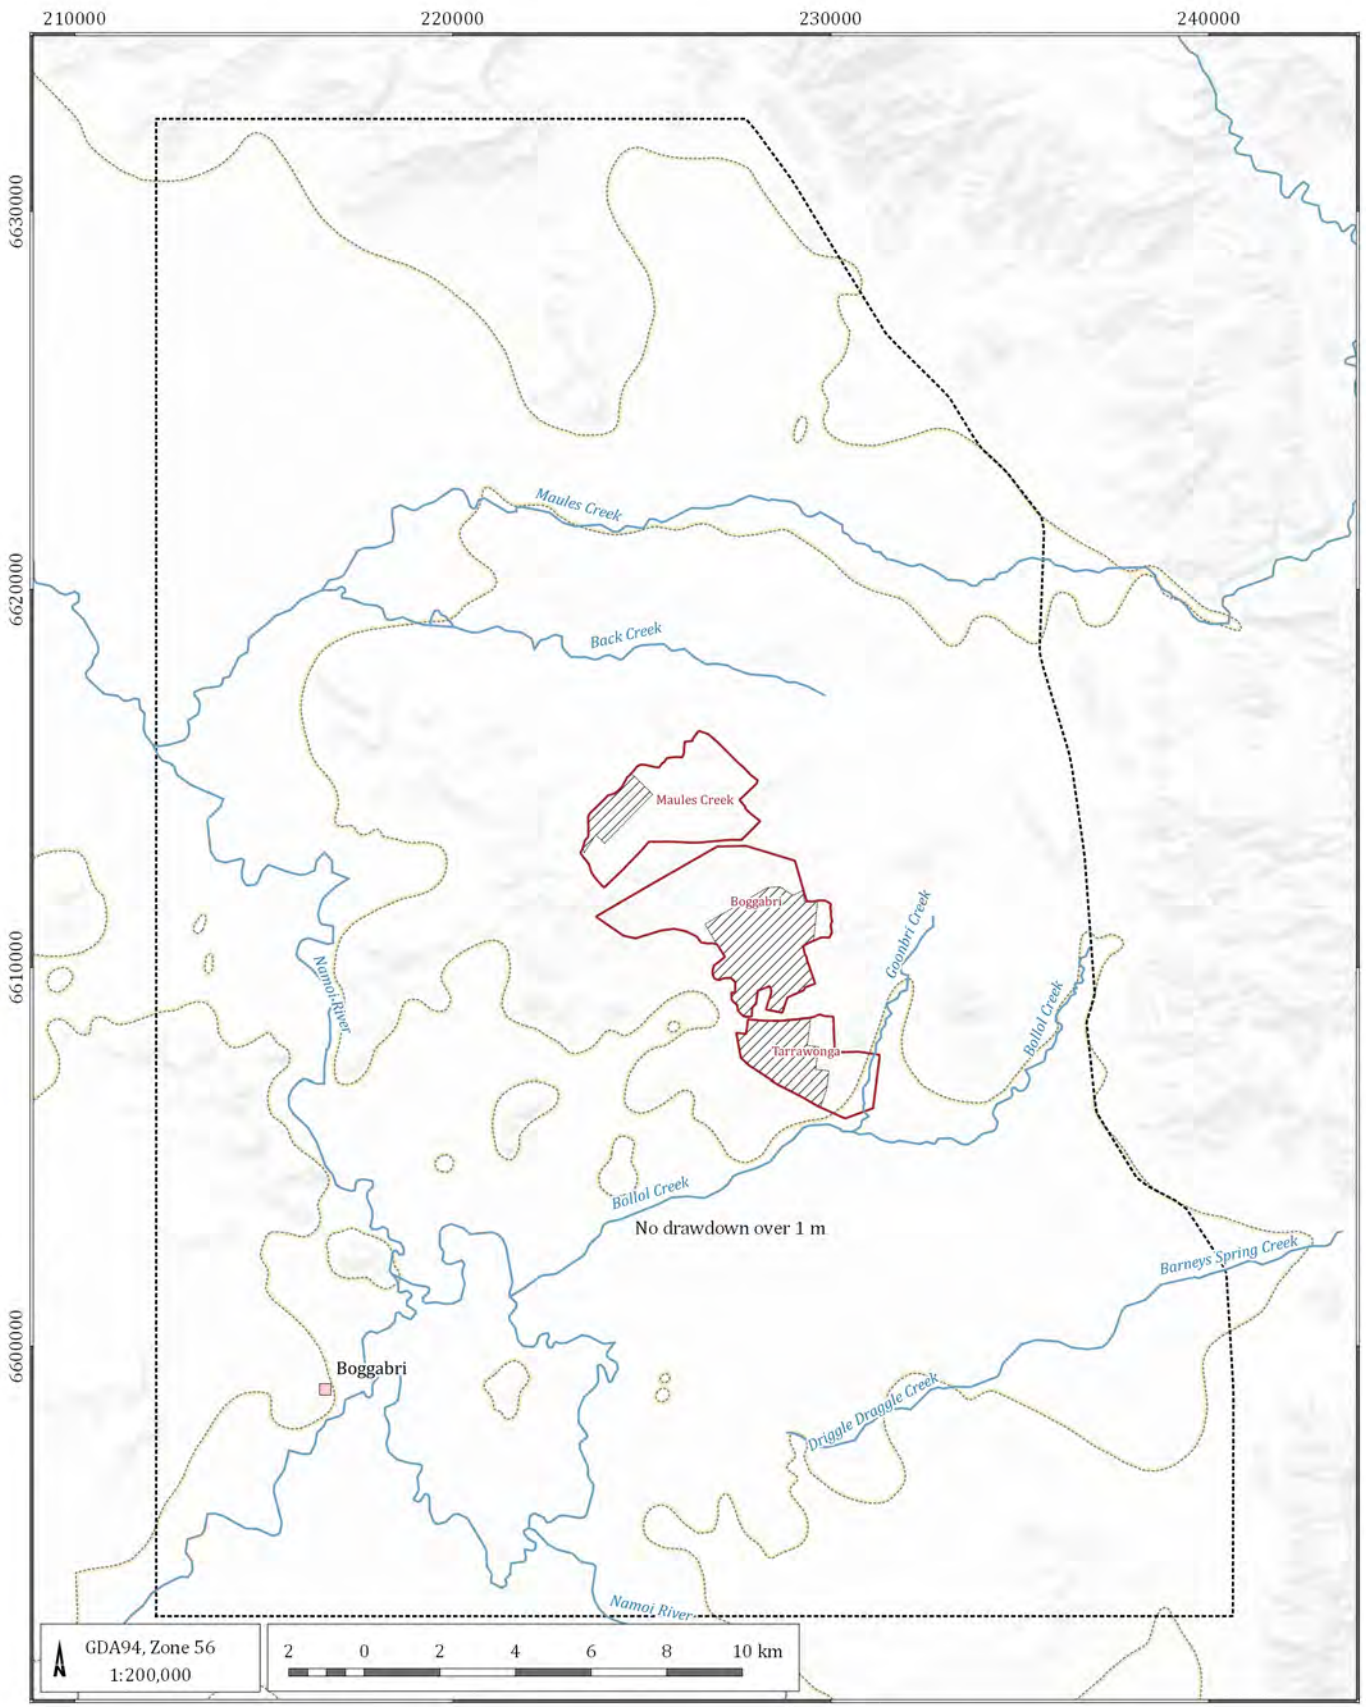 210000
220000
230000
240000
6630000
6620000
6610000
6600000
Maules Creek
Back Creek
Maules Creek
Boggabri
Goonbri Creek
Namoi River
Bollol Creek
Tarrawonga
Bollol Creek
No drawdown over 1 m
Barneys Spring Creek
Boggabri
Driggle Draggle Creek
Namoi River
N
GDA94, Zone 56
1:200,000
2 0 2 4 6 8 10 km